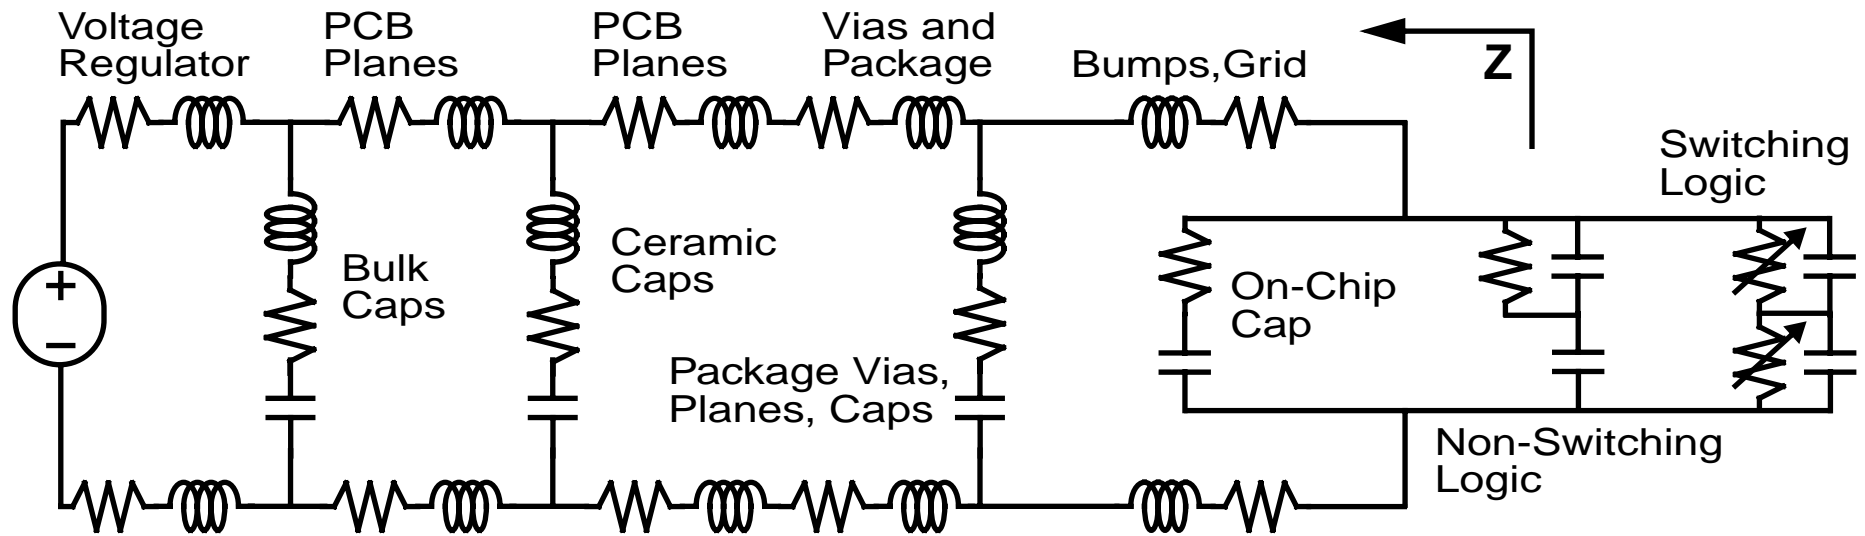 Voltage
Regulator
PCB
Planes
PCB
Planes
Vias and
Package
Bumps,Grid
Z
Switching
Logic
Bulk
Caps
Ceramic
Caps
On-Chip
Cap
Package Vias,
Planes, Caps
Non-Switching
Logic